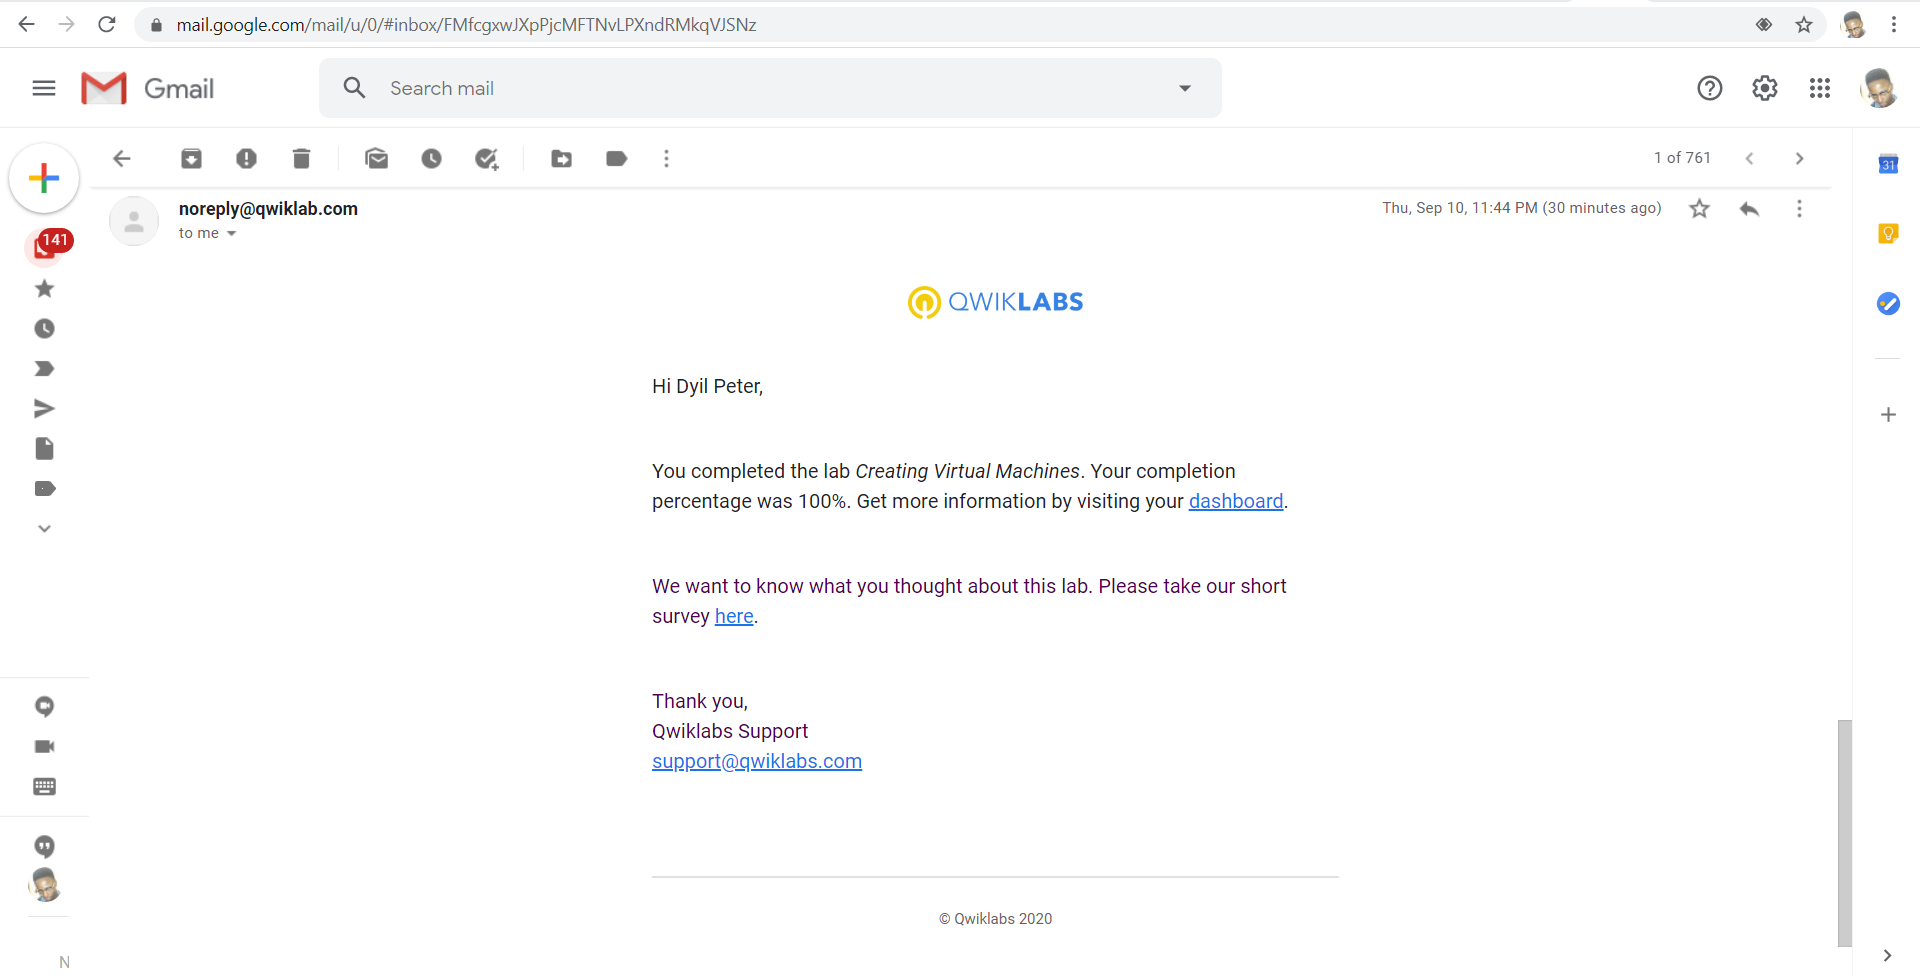 mail.google.com/mail/u/0/#inbox/FMfcgxwJXpPjcMFTNvLPXndRMkqVJSNz
Gmail
Search mail
1 of 761
31
141
noreply@qwiklab.com
Thu, Sep 10, 11:44 PM (30 minutes ago)
to me
QWIKLABS
Hi Dyil Peter,
You completed the lab Creating Virtual Machines. Your completion
percentage was 100%. Get more information by visiting your dashboard.
We want to know what you thought about this lab. Please take our short
survey here.
Thank you,
Qwiklabs Support
support@qwiklabs.com
© Qwiklabs 2020
N